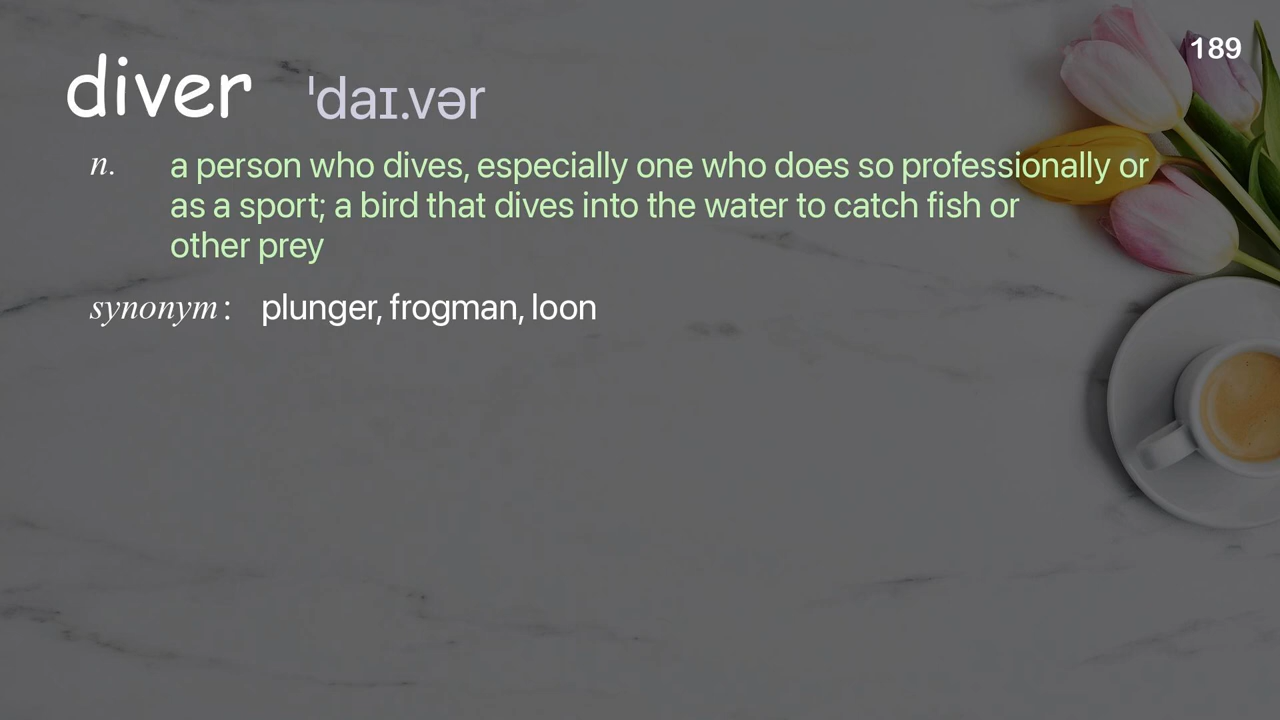 189
diver ˈdaɪ.vər
n. a person who dives, especially one who does so professionally or
as a sport; a bird that dives into the water to catch fish or
other prey
synonym: plunger, frogman, loon